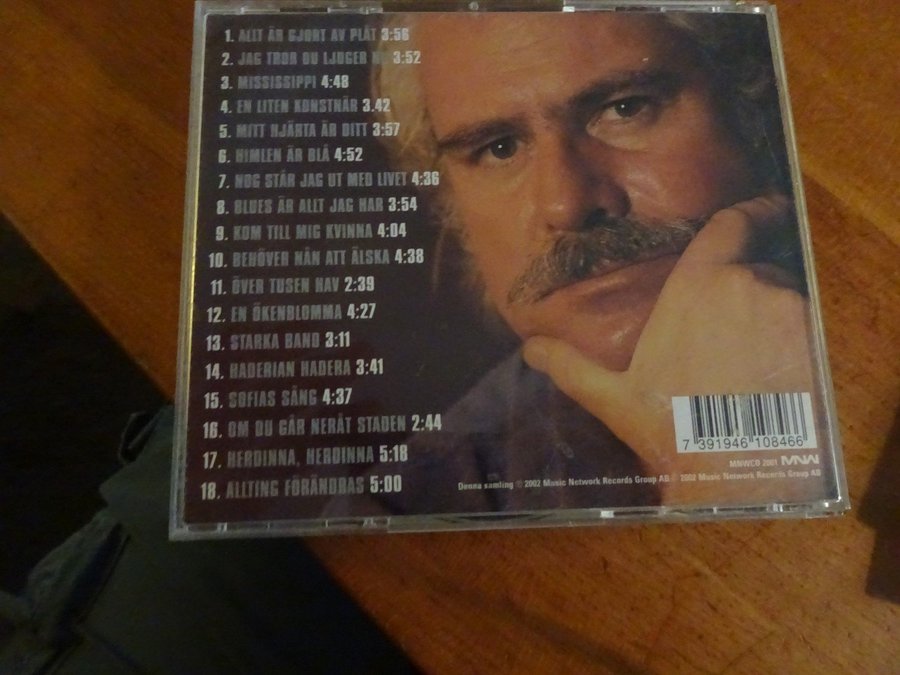 1. ALLT ÄR GJORT AV PLÅT 3:56
2. JAG TROR DU LJUGER NU 3:52
3. MISSISSIPPI 4:48
4. EN LITEN KONSTNÄR 3.42
5. MITT HJÄRTA ÄR DITT 3:57
6. HIMLEN ÄR BLÅ 4:52
7. NOG STÅR JAG UT MED LIVET 4:36
8. BLUES ÄR ALLT JAG HAR 3:54
9. KOM TILL MIG KVINNA 4:04
10. BEHÖVER NÅN ATT ÄLSKA 4:38
11. ÖVER TUSEN HAV 2:39
12. EN ÖKENBLOMMA 4:27
13. STARKA BAND 3:11
14. HADERIAN HADERA 3:41
15. SOFIAS SÅNG 4:37
16. OM DU GÅR NERÅT STADEN 2:44
17. HERDINNA, HERDINNA 5:18
18. ALLTING FÖRÄNDRAS 5:00
7 391946 108466
MNWCD 2001 MNW
Denna samling ℗ 2002 Music Network Records Group AB © 2002 Music Network Records Group AB